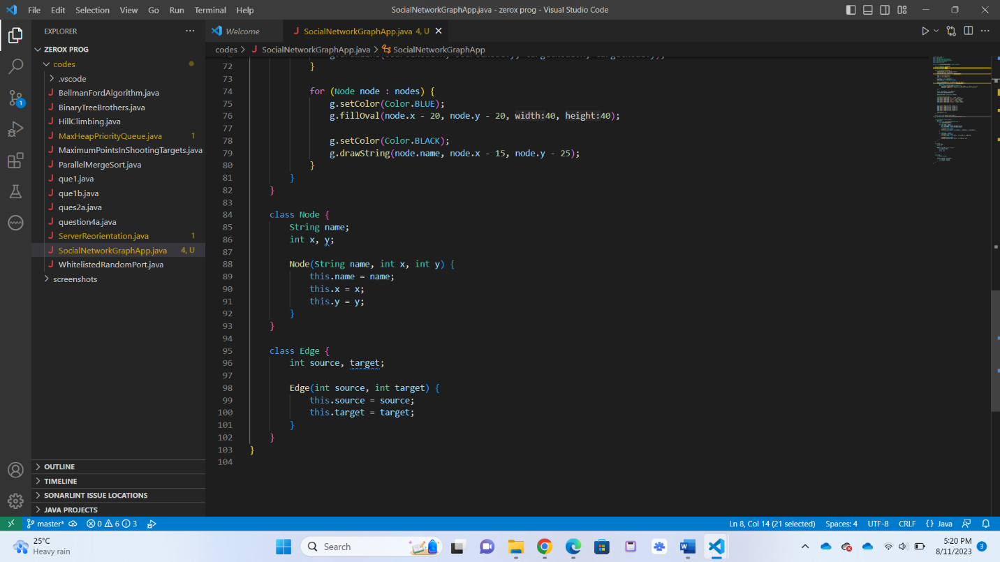 File Edit Selection View Go Run Terminal Help
SocialNetworkGraphApp.java - zerox prog - Visual Studio Code
EXPLORER
Welcome
SocialNetworkGraphApp.java 4, U
codes > SocialNetworkGraphApp.java > SocialNetworkGraphApp
ZEROX PROG
codes
.vscode
BellmanFordAlgorithm.java
BinaryTreeBrothers.java
HillClimbing.java
MaxHeapPriorityQueue.java 1
MaximumPointsInShootingTargets.java
ParallelMergeSort.java
que1.java
que1b.java
ques2a.java
question4a.java
ServerReorientation.java 1
SocialNetworkGraphApp.java 4, U
WhitelistedRandomPort.java
screenshots
OUTLINE
TIMELINE
SONARLINT ISSUE LOCATIONS
JAVA PROJECTS
1
72 }
73
74 for (Node node : nodes) {
75 g.setColor(Color.BLUE);
76 g.fillOval(node.x - 20, node.y - 20, width:40, height:40);
77
78 g.setColor(Color.BLACK);
79 g.drawString(node.name, node.x - 15, node.y - 25);
80 }
81 }
82 }
83
84 class Node {
85 String name;
86 int x, y;
87
88 Node(String name, int x, int y) {
89 this.name = name;
90 this.x = x;
91 this.y = y;
92 }
93 }
94
95 class Edge {
96 int source, target;
97
98 Edge(int source, int target) {
99 this.source = source;
100 this.target = target;
101 }
102 }
103 }
104
master* 0 6 3
Ln 8, Col 14 (21 selected) Spaces: 4 UTF-8 CRLF {} Java
25°C
Heavy rain
Search
5:20 PM
8/11/2023
3